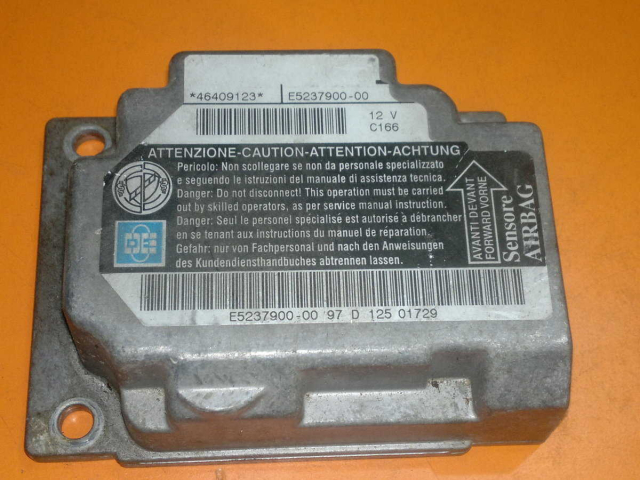 *46409123* E5237900-00
12 V
C166
ATTENZIONE-CAUTION-ATTENTION-ACHTUNG
Pericolo: Non scollegare se non da personale specializzato
e seguendo le istruzioni del manuale di assistenza tecnica.
Danger: Do not disconnect! This operation must be carried
out by skilled operators, as per service manual instruction.
Danger: Seul le personel spécialisé est autorisé à débrancher
en se tenant aux instructions du manuel de réparation.
Gefahr: nur von Fachpersonal und nach den Anweisungen
des Kundendiensthandbuches abtrennen lassen.
AVANTI DEVANT
FORWARD VORNE
Sensore
AIRBAG
E5237900-00 97 D 125 01729